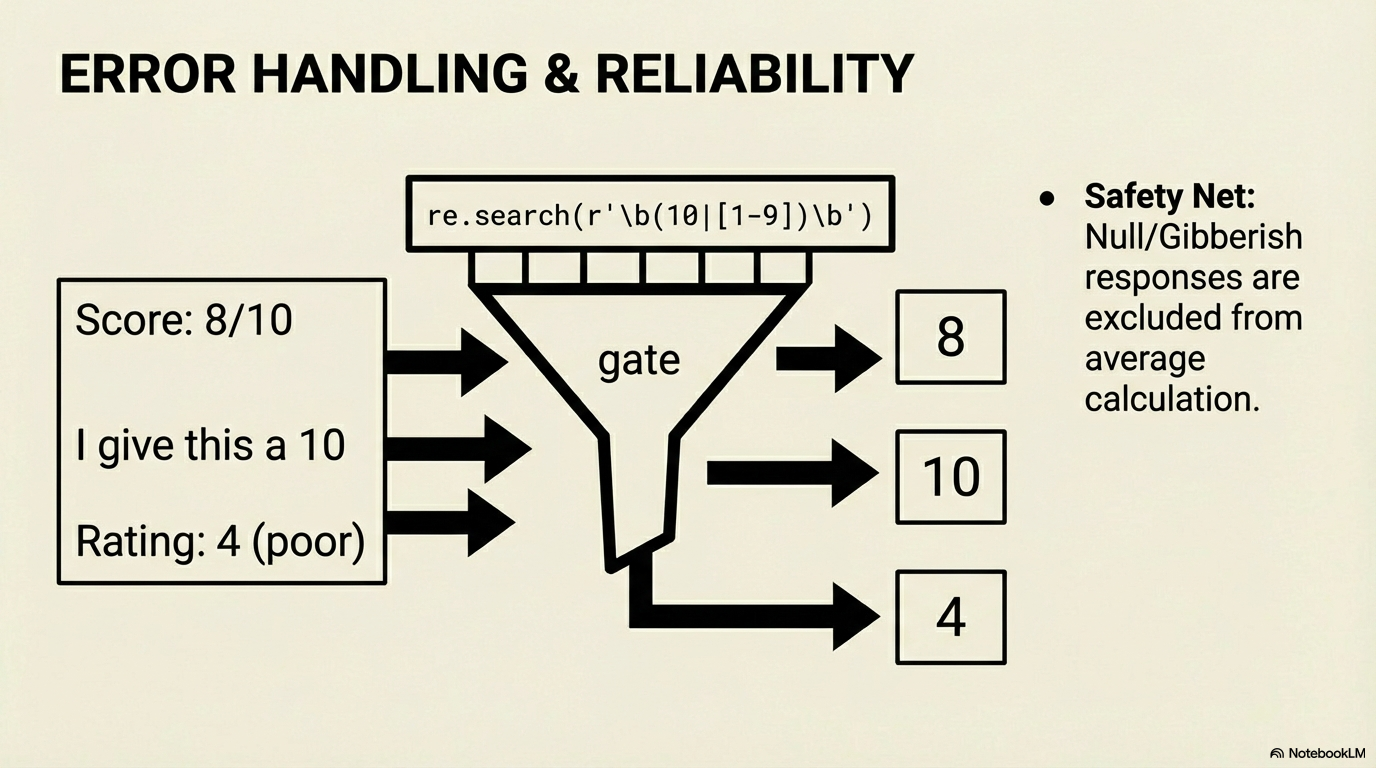 ERROR HANDLING & RELIABILITY
re.search(r'\b(10|[1-9])\b')
Score: 8/10
I give this a 10
Rating: 4 (poor)
gate
8
10
4
● Safety Net:
Null/Gibberish
responses are
excluded from
average
calculation.
NotebookLM